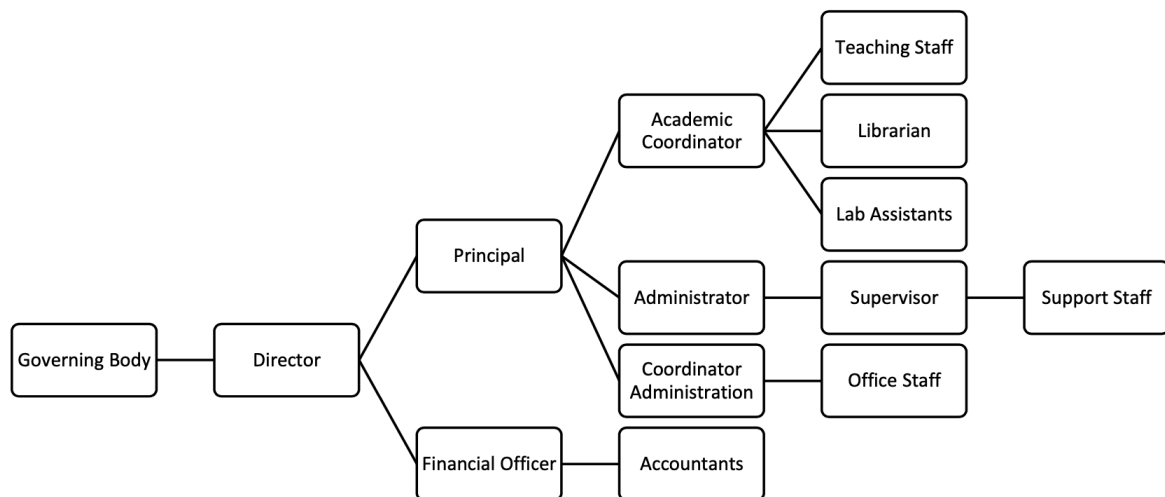 Teaching Staff
Academic
Coordinator
Librarian
Lab Assistants
Principal
Administrator
Supervisor
Support Staff
Governing Body
Director
Coordinator
Administration
Office Staff
Financial Officer
Accountants